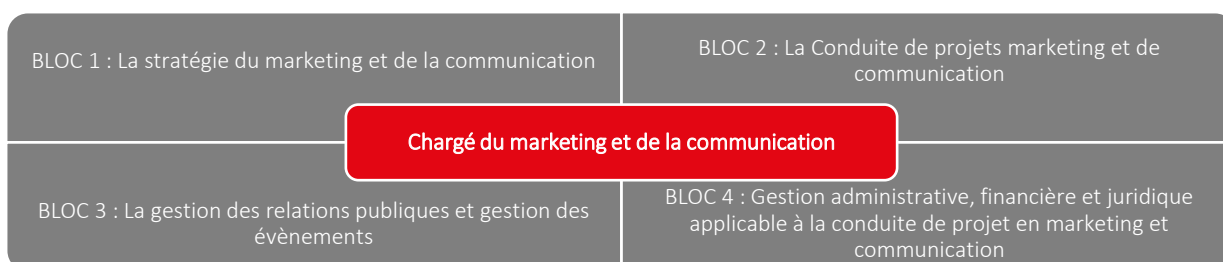 BLOC 1 : La stratégie du marketing et de la communication
BLOC 2 : La Conduite de projets marketing et de
communication
Chargé du marketing et de la communication
BLOC 3 : La gestion des relations publiques et gestion des
évènements
BLOC 4 : Gestion administrative, financière et juridique
applicable à la conduite de projet en marketing et
communication